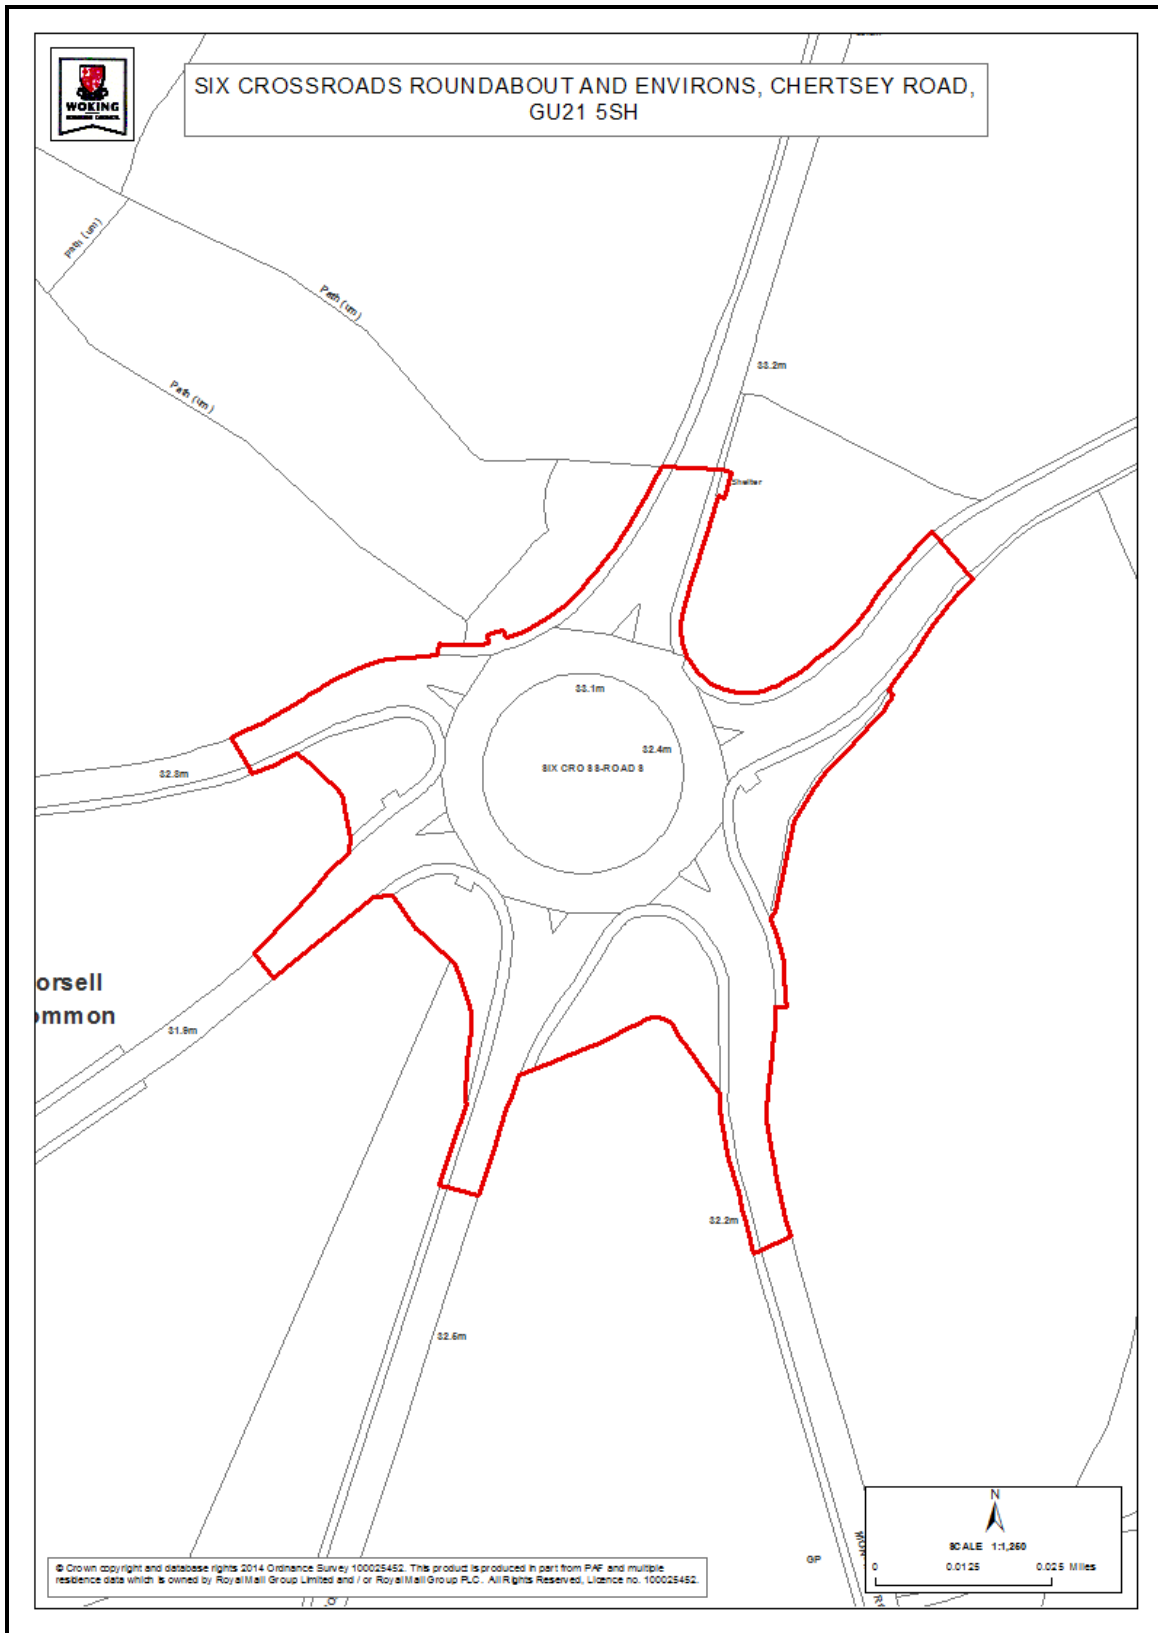 WOKING
BOROUGH COUNCIL
SIX CROSSROADS ROUNDABOUT AND ENVIRONS, CHERTSEY ROAD,
GU21 5SH
path (um)
Path (um)
Path (um)
33.2m
Shelter
33.1m
32.4m
SIX CROSS-ROADS
32.3m
orsell
ommon
31.9m
32.2m
32.5m
GP
N
SCALE 1:1,250
0 0.0125 0.025 Miles
© Crown copyright and database rights 2014 Ordnance Survey 100025452. This product is produced in part from PAF and multiple
residence data which is owned by Royal Mail Group Limited and / or Royal Mail Group PLC. All Rights Reserved, Licence no. 100025452.